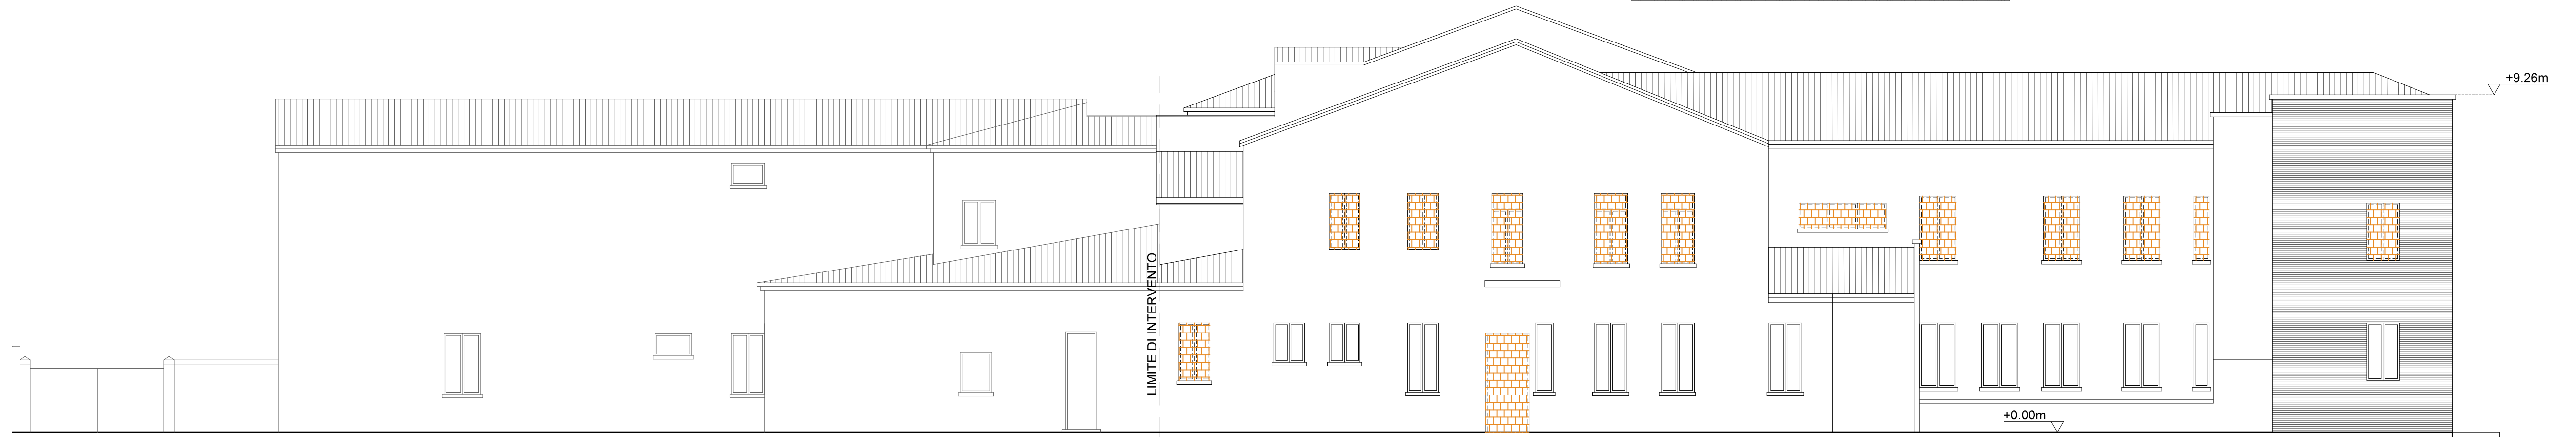 +9.26m
LIMITE DI INTERVENTO
+0.00m